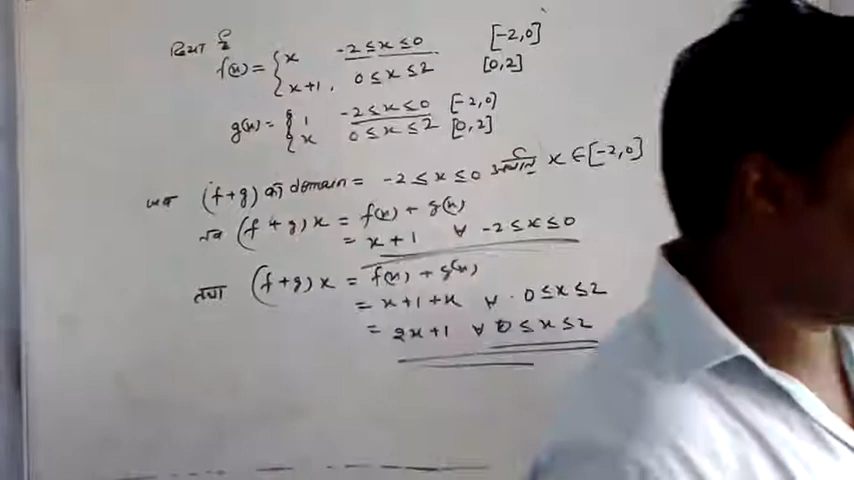 दिया है
f(x) = { x -2 ≤ x ≤ 0 [-2,0]
x+1, 0 ≤ x ≤ 2 [0,2]
g(x) = { 1 -2 ≤ x ≤ 0 [-2,0]
x 0 ≤ x ≤ 2 [0,2]
अब (f+g) का domain = -2 ≤ x ≤ 0 अर्थात x ∈ [-2,0]
तब (f+g)x = f(x) + g(x)
= x+1 ∀ -2 ≤ x ≤ 0
तथा (f+g)x = f(x) + g(x)
= x+1+x ∀ 0 ≤ x ≤ 2
= 2x+1 ∀ 0 ≤ x ≤ 2